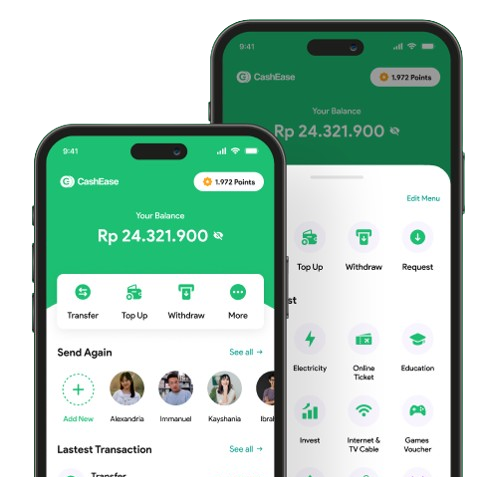 9:41
CashEase
1.972 Points
Your Balance
Rp 24.321.900
Transfer
Top Up
Withdraw
More
Send Again
See all →
Add New
Alexandria
Immanuel
Kayshania
Ibra
Lastest Transaction
See all →
Transfer
9:41
CashEase
1.972 Points
Your Balance
Rp 24.321.900
Edit Menu
Top Up
Withdraw
Request
st
Electricity
Online
Ticket
Education
Invest
Internet &
TV Cable
Games
Voucher